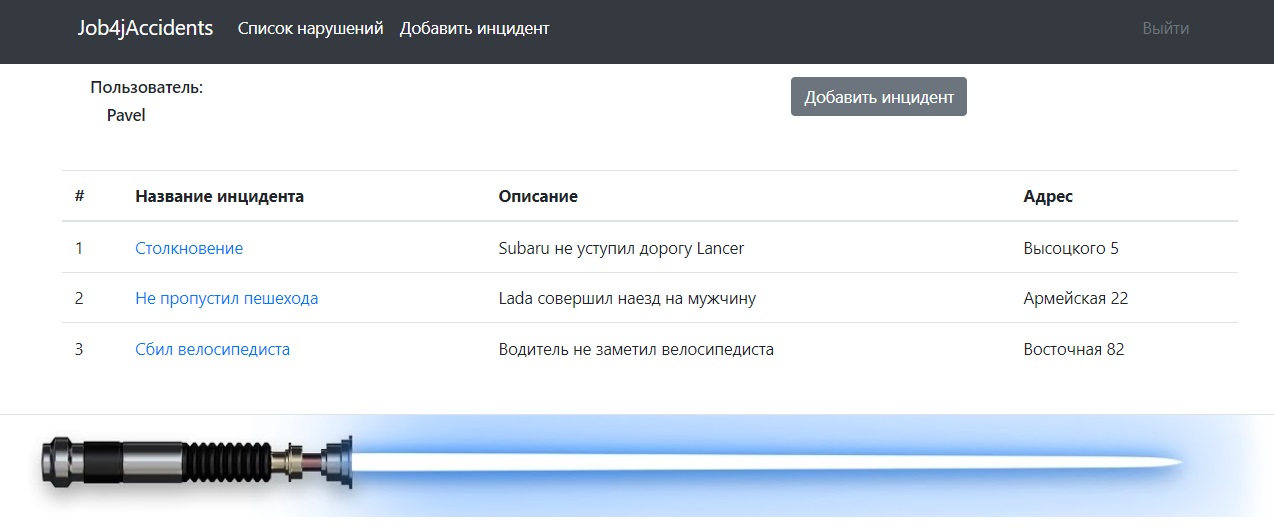 Job4jAccidents Список нарушений Добавить инцидент Выйти
Пользователь:
Добавить инцидент
Pavel
# Название инцидента Описание Адрес
1 Столкновение Subaru не уступил дорогу Lancer Высоцкого 5
2 Не пропустил пешехода Lada совершил наезд на мужчину Армейская 22
3 Сбил велосипедиста Водитель не заметил велосипедиста Восточная 82